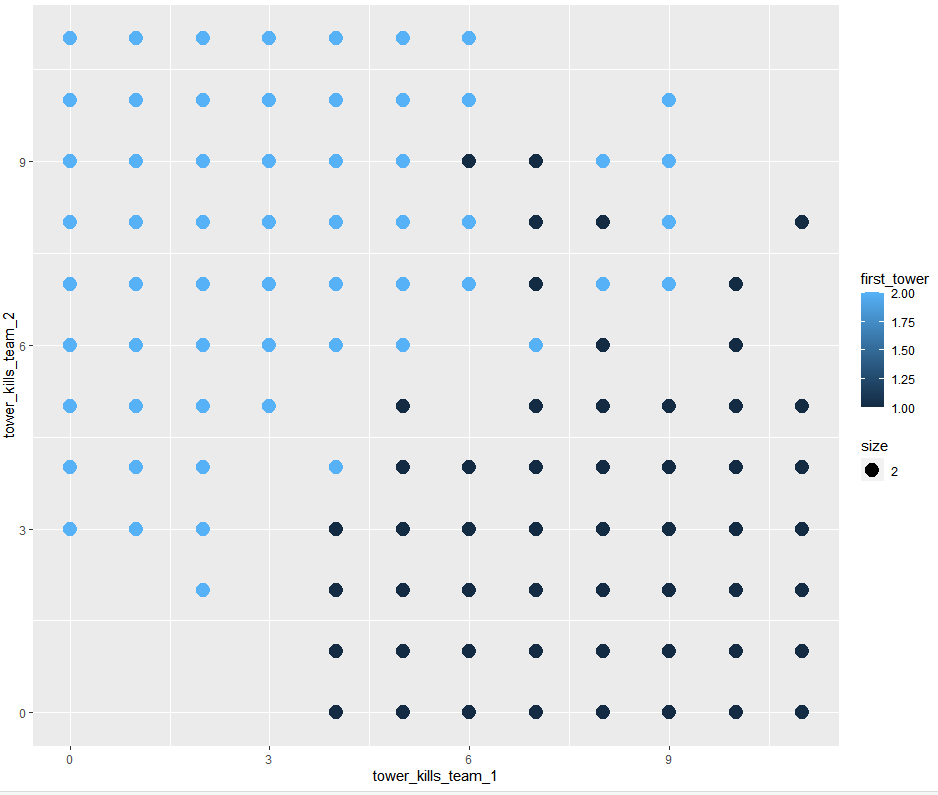 9
6
3
0
tower_kills_team_2
0 3 6 9
tower_kills_team_1
first_tower
2.00
1.75
1.50
1.25
1.00
size
2